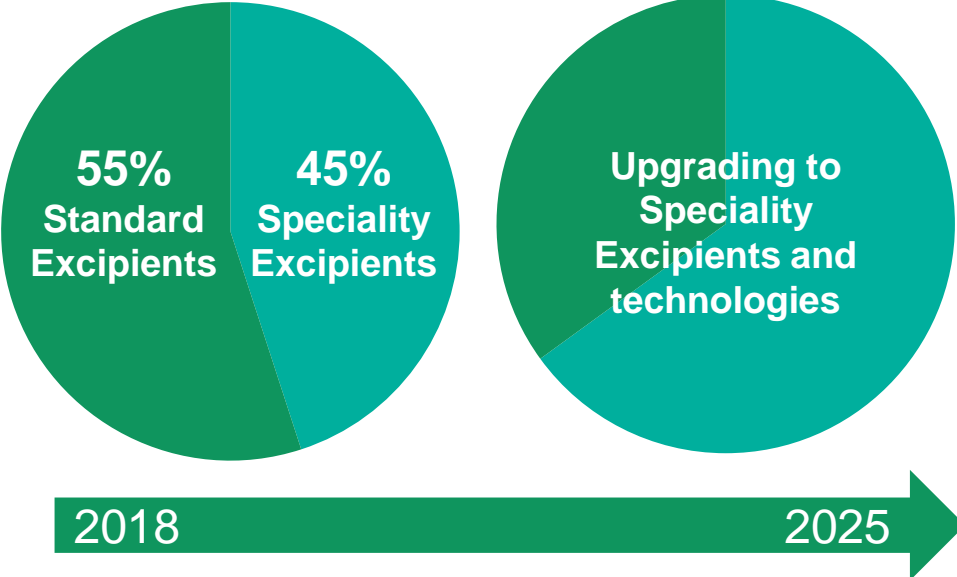 55%
Standard
Excipients
45%
Speciality
Excipients
Upgrading to
Speciality
Excipients and
technologies
2018
2025